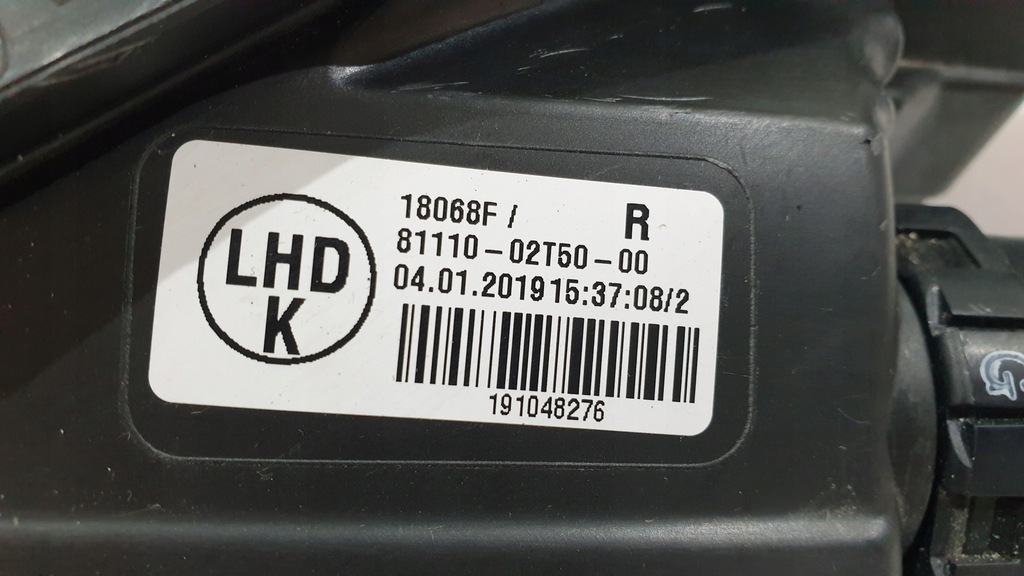 LHD
K
18068F / R
81110-02T50-00
04.01.2019 15:37:08/2
191048276
G